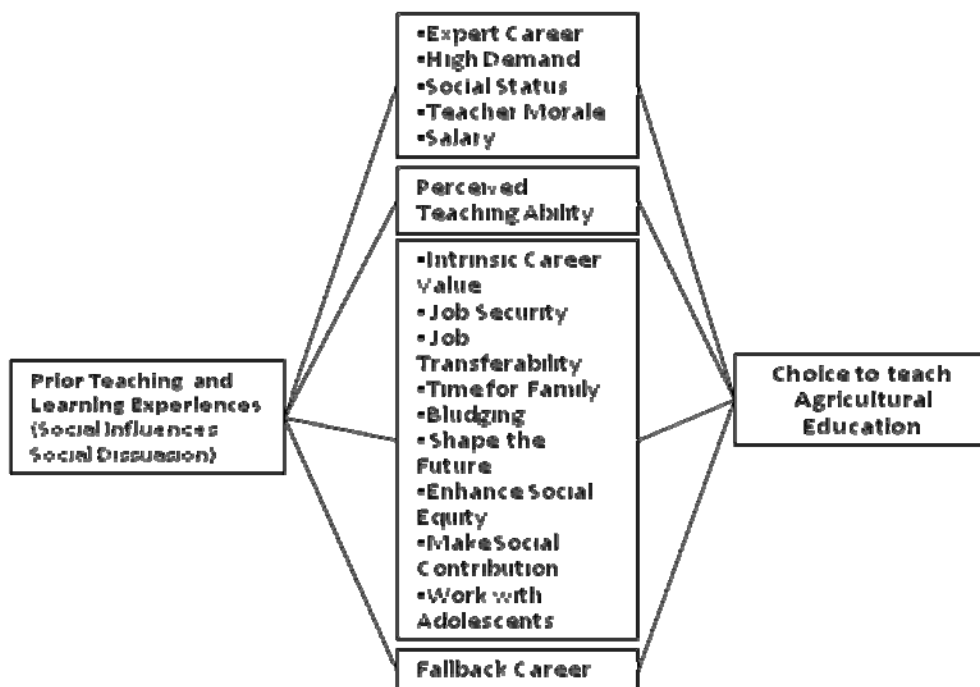 ▪Expert Career
▪High Demand
▪Social Status
▪Teacher Morale
▪Salary
Perceived
Teaching Ability
▪Intrinsic Career
Value
▪Job Security
▪Job
Transferability
▪Time for Family
▪Bludging
▪Shape the
Future
▪Enhance Social
Equity
▪Make Social
Contribution
▪Work with
Adolescents
Fallback Career
Prior Teaching and
Learning Experiences
(Social Influences
Social Dissuasion)
Choice to teach
Agricultural
Education